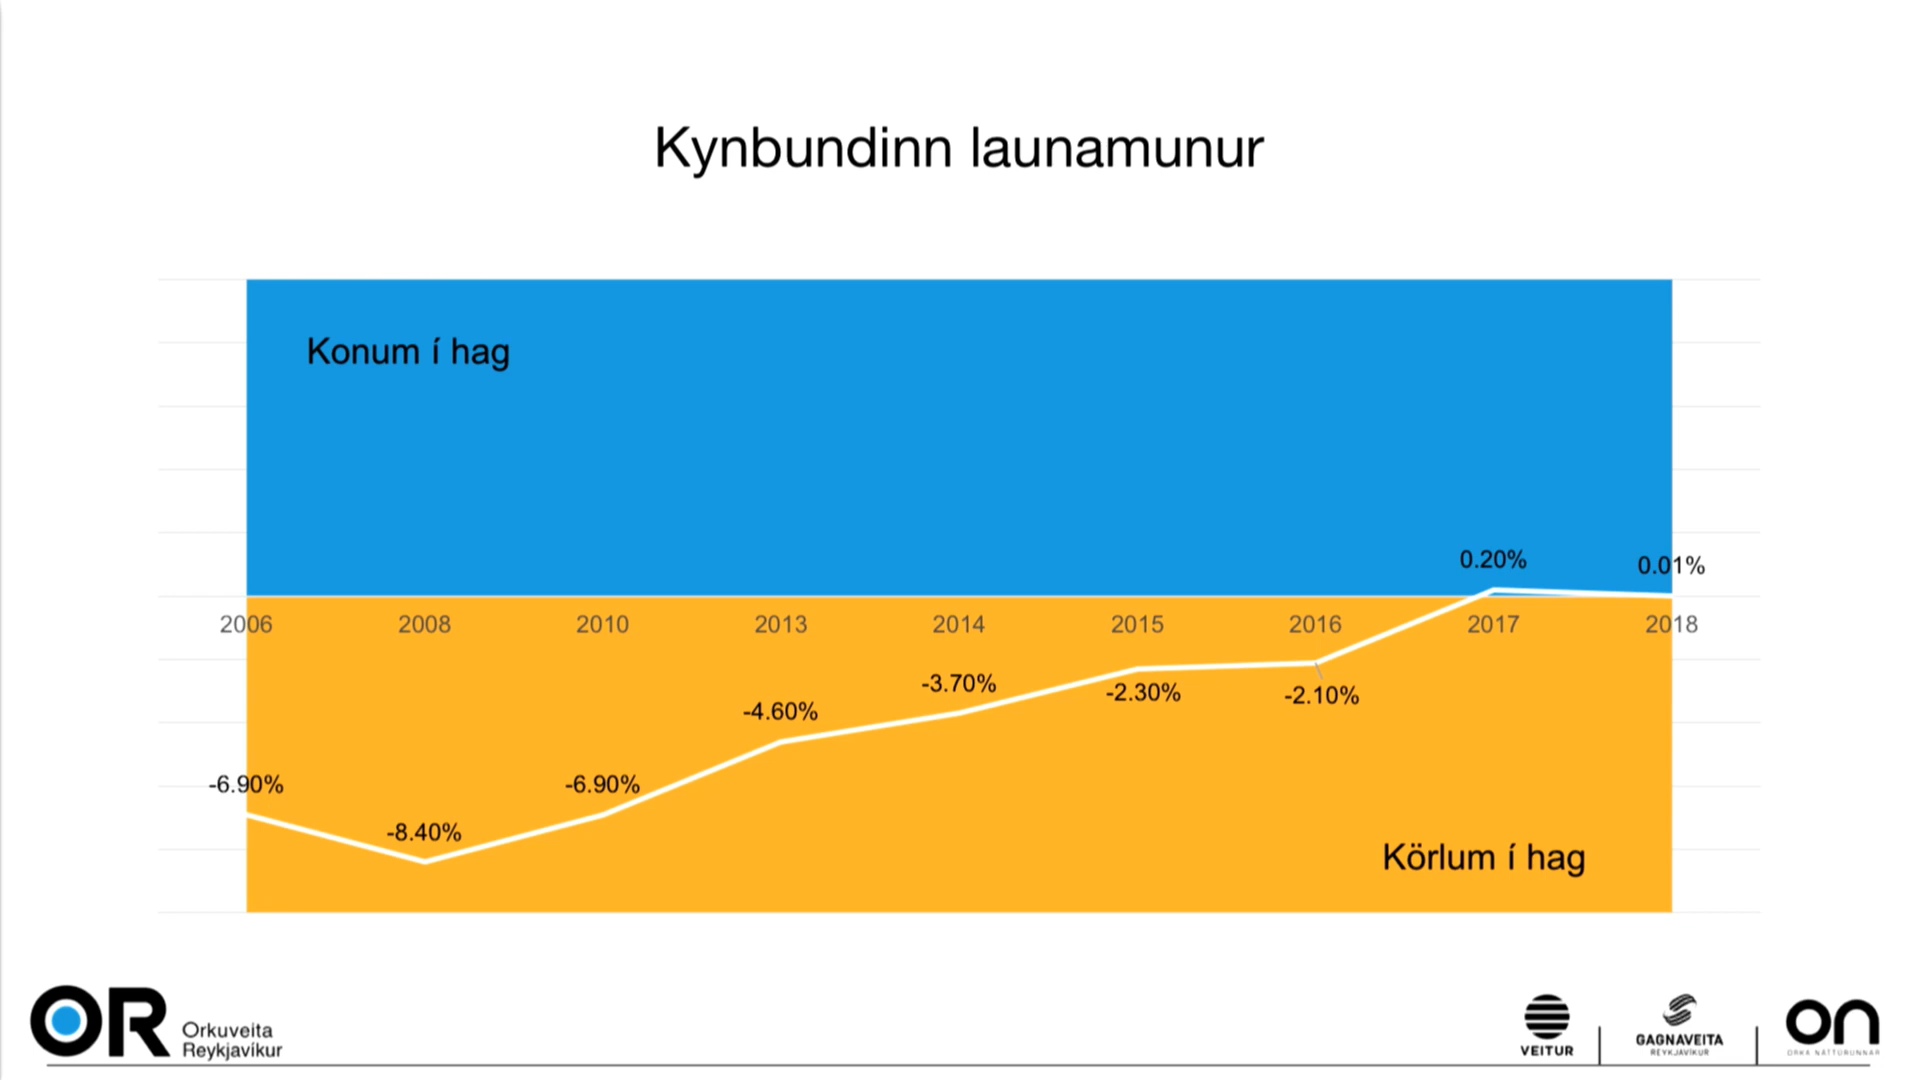 Kynbundinn launamunur
Konum í hag
0.20%
0.01%
2006 2008 2010 2013 2014 2015 2016 2017 2018
-6.90%
-8.40%
-6.90%
-4.60%
-3.70%
-2.30%
-2.10%
Körlum í hag
OR
Orkuveita
Reykjavíkur
VEITUR
GAGNAVEITA
REYKJAVÍKUR
on
ORKA NÁTTÚRUNNAR